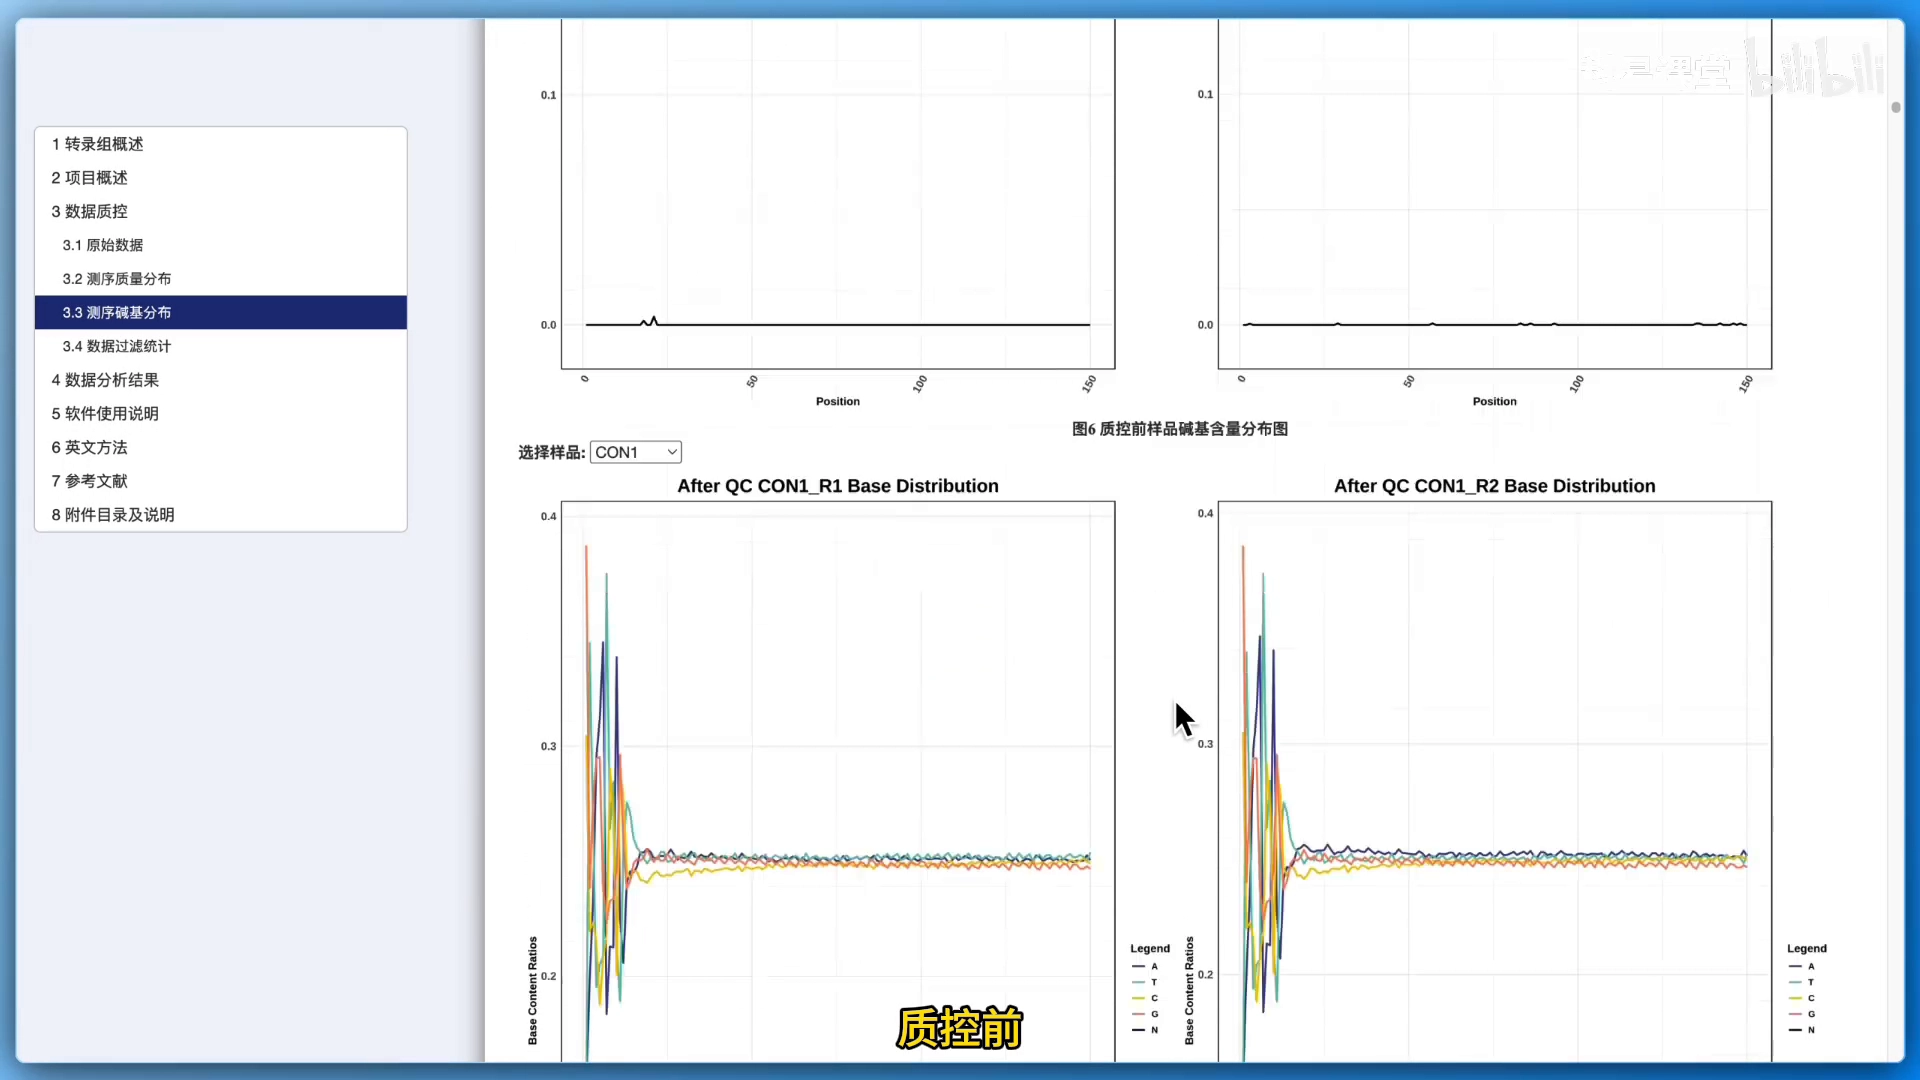 1 转录组概述
2 项目概述
3 数据质控
3.1 原始数据
3.2 测序质量分布
3.3 测序碱基分布
3.4 数据过滤统计
4 数据分析结果
5 软件使用说明
6 英文方法
7 参考文献
8 附件目录及说明
0.1
0.0
0
50
100
150
Position
0.1
0.0
0
50
100
150
Position
bilibili
图6 质控前样品碱基含量分布图
选择样品: CON1
After QC CON1_R1 Base Distribution
0.4
0.3
0.2
Base Content Ratios
Legend
A
T
C
G
N
After QC CON1_R2 Base Distribution
0.4
0.3
0.2
Base Content Ratios
Legend
A
T
C
G
N
质控前